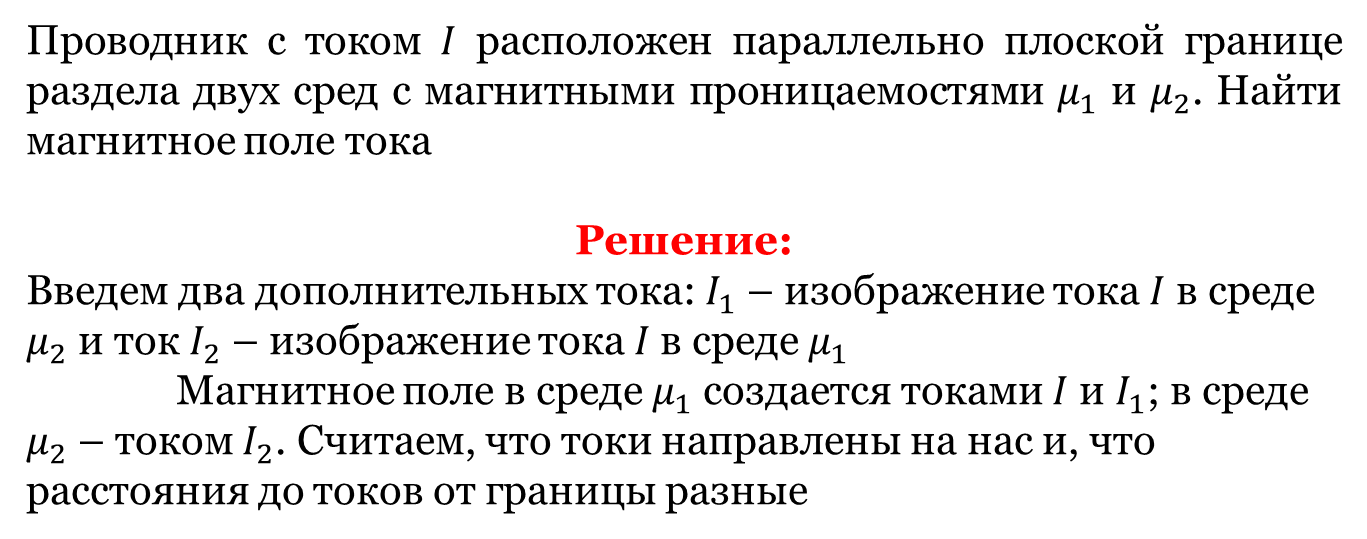 Проводник с током 𝐼 расположен параллельно плоской границе
раздела двух сред с магнитными проницаемостями 𝜇₁ и 𝜇₂. Найти
магнитное поле тока
Решение:
Введем два дополнительных тока: 𝐼₁ – изображение тока 𝐼 в среде
𝜇₂ и ток 𝐼₂ – изображение тока 𝐼 в среде 𝜇₁
Магнитное поле в среде 𝜇₁ создается токами 𝐼 и 𝐼₁; в среде
𝜇₂ – током 𝐼₂. Считаем, что токи направлены на нас и, что
расстояния до токов от границы разные